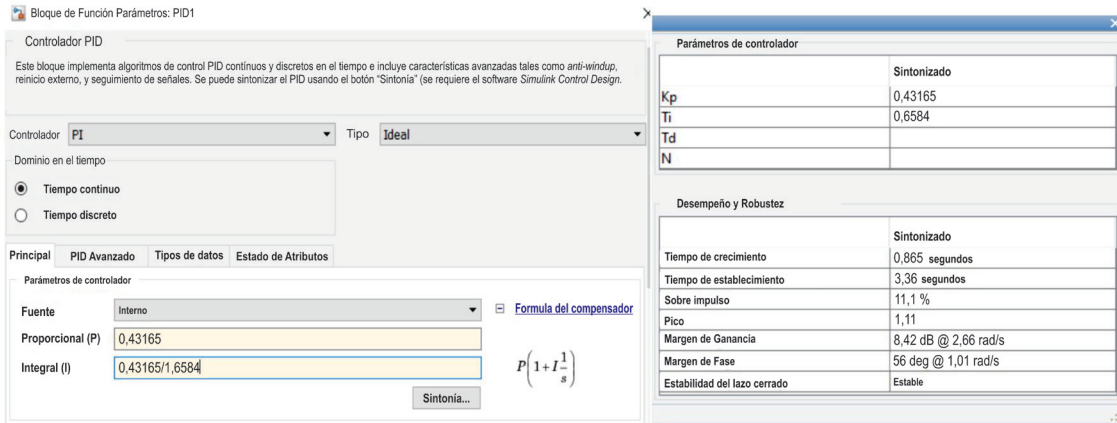 Bloque de Función Parámetros: PID1
Controlador PID
Este bloque implementa algoritmos de control PID contínuos y discretos en el tiempo e incluye características avanzadas tales como anti-windup,
reinicio externo, y seguimiento de señales. Se puede sintonizar el PID usando el botón “Sintonía” (se requiere el software Simulink Control Design.
Controlador PI Tipo Ideal
Dominio en el tiempo
Tiempo continuo
Tiempo discreto
Principal PID Avanzado Tipos de datos Estado de Atributos
Parámetros de controlador
Fuente Interno Formula del compensador
Proporcional (P) 0,43165
Integral (I) 0,43165/1,6584
P(1+I 1/s)
Sintonía...
Parámetros de controlador
Sintonizado
Kp 0,43165
Ti 0,6584
Td
N
Desempeño y Robustez
Sintonizado
Tiempo de crecimiento 0,865 segundos
Tiempo de establecimiento 3,36 segundos
Sobre impulso 11,1 %
Pico 1,11
Margen de Ganancia 8,42 dB @ 2,66 rad/s
Margen de Fase 56 deg @ 1,01 rad/s
Estabilidad del lazo cerrado Estable